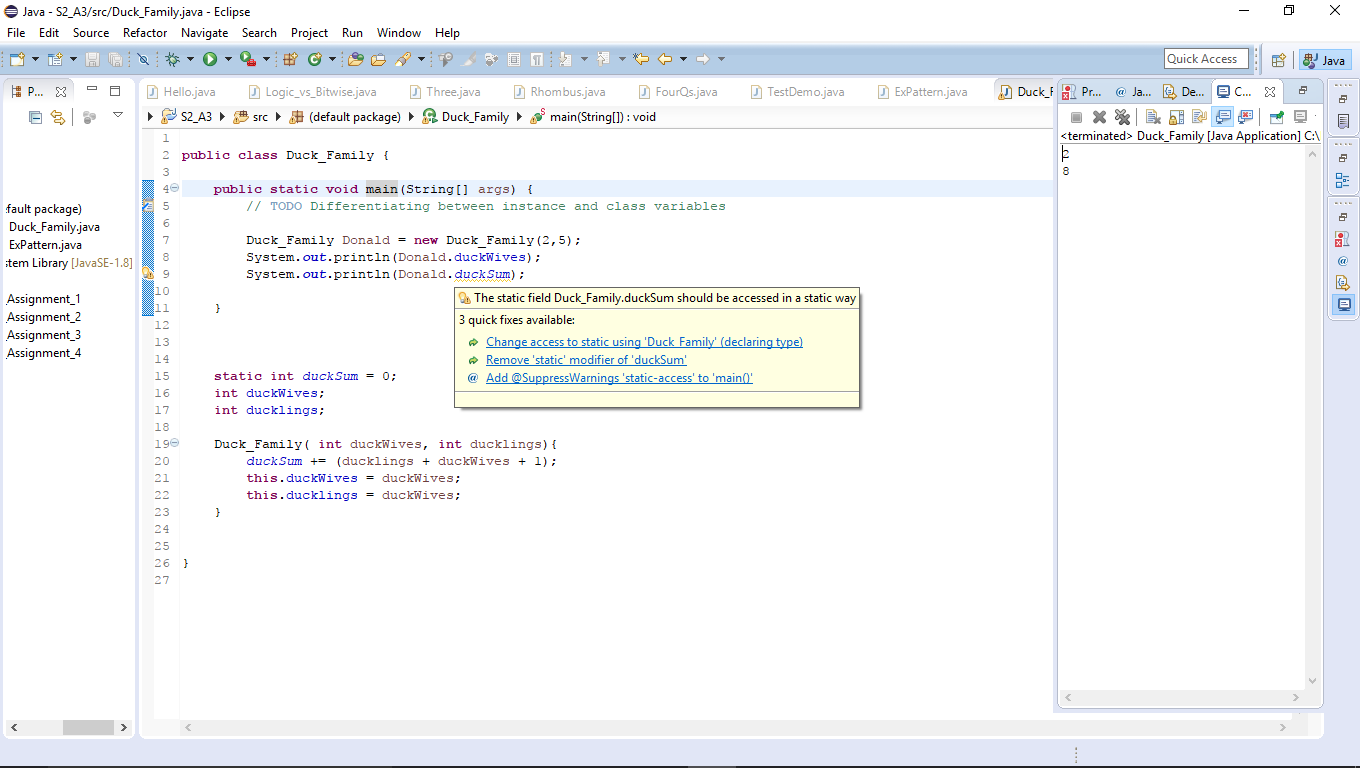 Java - S2_A3/src/Duck_Family.java - Eclipse
File Edit Source Refactor Navigate Search Project Run Window Help
Quick Access Java
P...
Hello.java Logic_vs_Bitwise.java Three.java Rhombus.java FourQs.java TestDemo.java ExPattern.java Duck_F
S2_A3 src (default package) Duck_Family main(String[]) : void
fault package)
Duck_Family.java
ExPattern.java
stem Library [JavaSE-1.8]
Assignment_1
Assignment_2
Assignment_3
Assignment_4
1
2 public class Duck_Family {
3
4 public static void main(String[] args) {
5 // TODO Differentiating between instance and class variables
6
7 Duck_Family Donald = new Duck_Family(2,5);
8 System.out.println(Donald.duckWives);
9 System.out.println(Donald.duckSum);
10
11 }
12
13
14
15 static int duckSum = 0;
16 int duckWives;
17 int ducklings;
18
19 Duck_Family( int duckWives, int ducklings){
20 duckSum += (ducklings + duckWives + 1);
21 this.duckWives = duckWives;
22 this.ducklings = duckWives;
23 }
24
25
26 }
27
The static field Duck_Family.duckSum should be accessed in a static way
3 quick fixes available:
Change access to static using 'Duck_Family' (declaring type)
Remove 'static' modifier of 'duckSum'
@ Add @SuppressWarnings 'static-access' to 'main()'
Pr... @ Ja... De... C...
<terminated> Duck_Family [Java Application] C:\
2
8
@